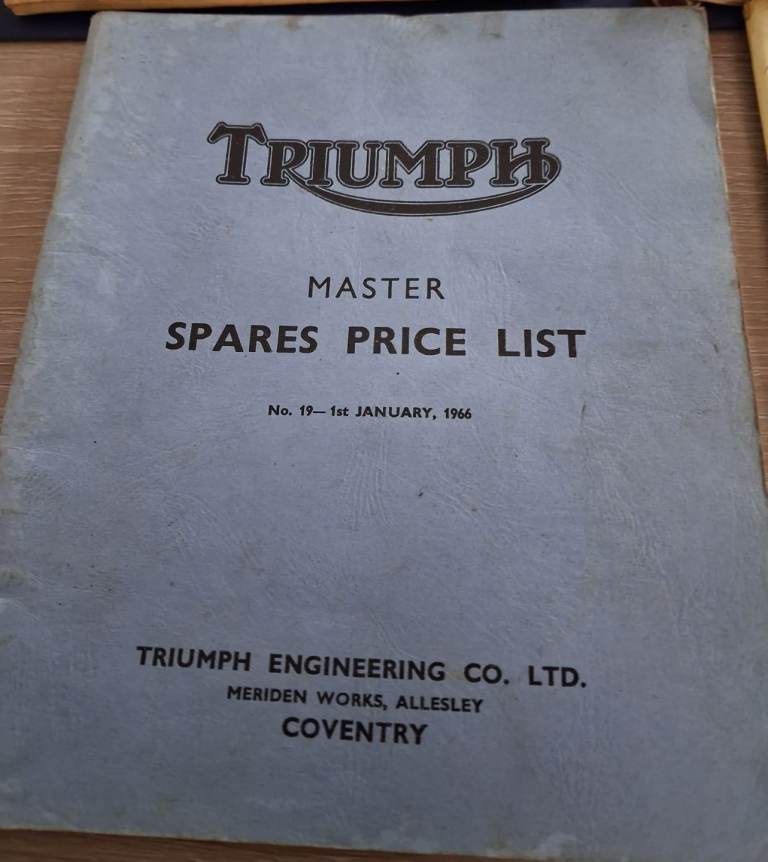 TRIUMPH
MASTER
SPARES PRICE LIST
No. 19—1st JANUARY, 1966
TRIUMPH ENGINEERING CO. LTD.
MERIDEN WORKS, ALLESLEY
COVENTRY